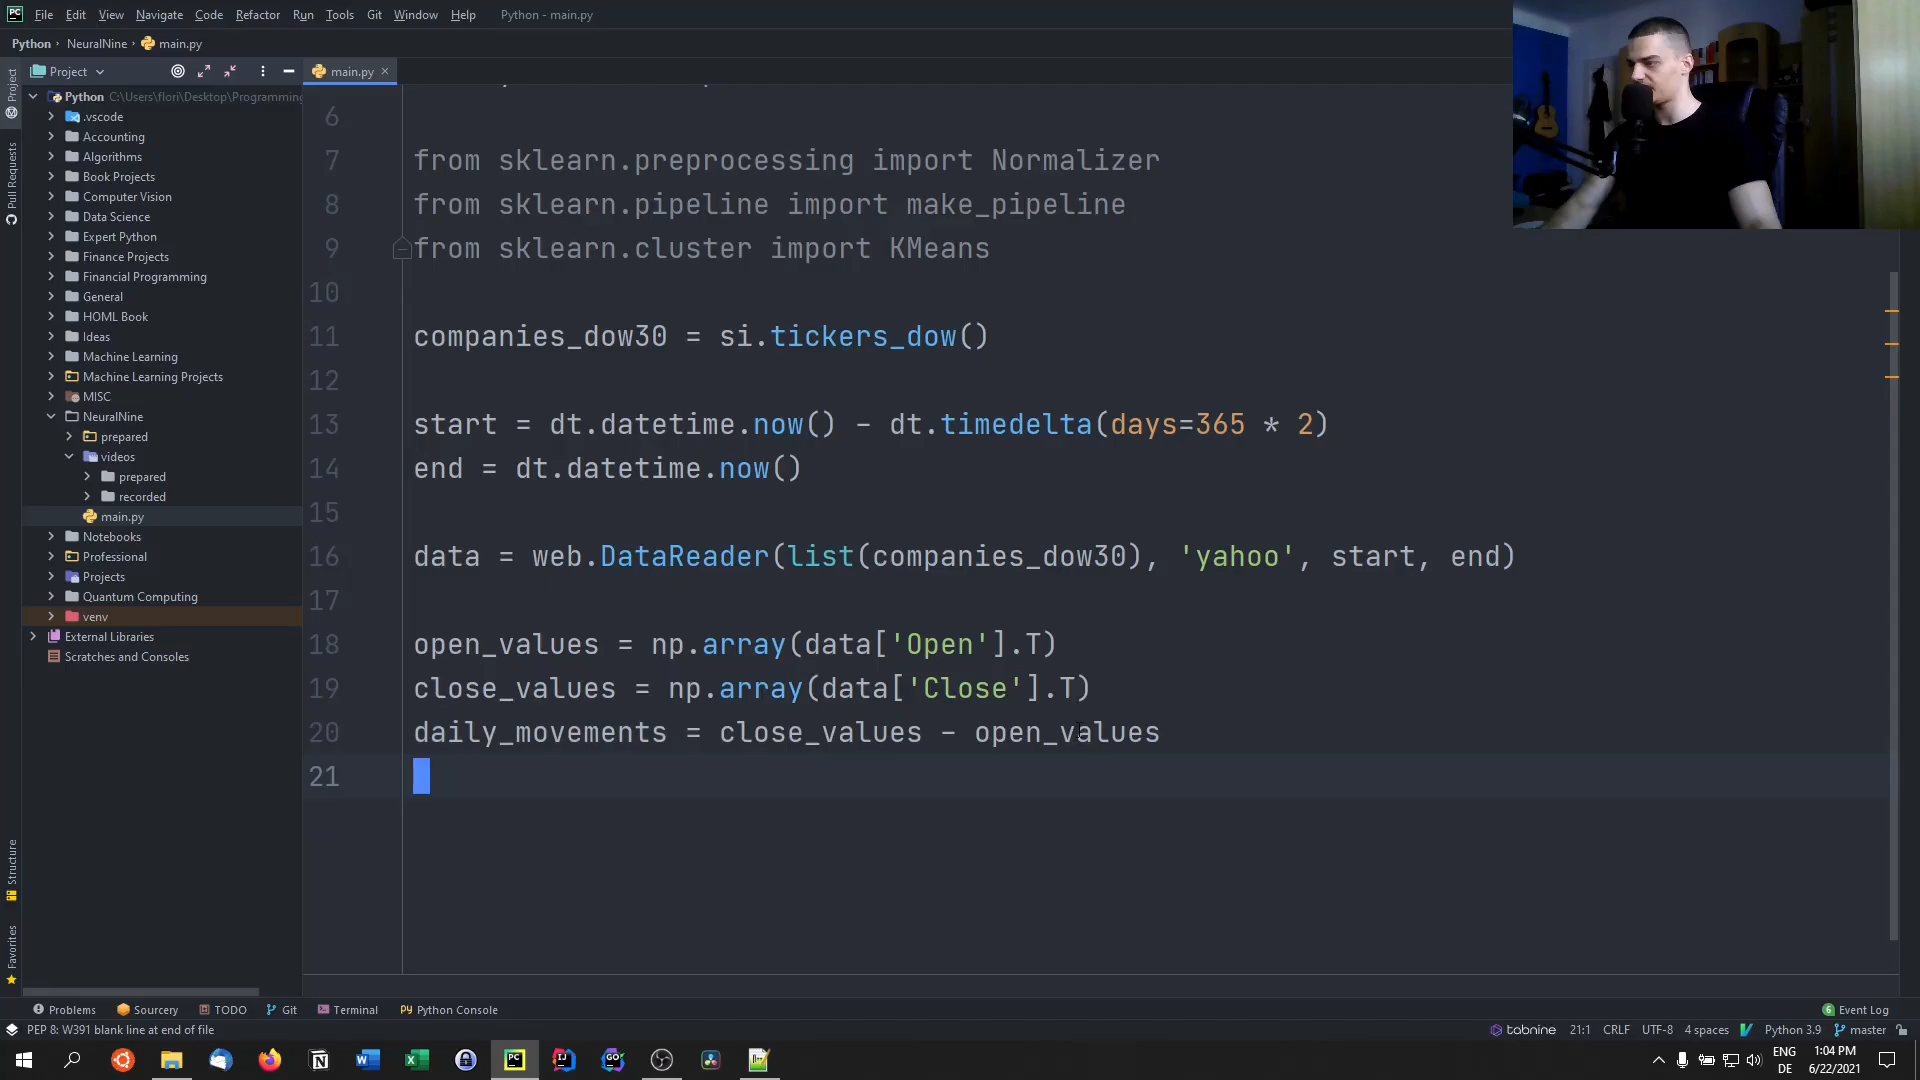 File Edit View Navigate Code Refactor Run Tools Git Window Help Python - main.py
Python NeuralNine main.py
Project
main.py
Python C:\Users\flori\Desktop\Programming
.vscode
Accounting
Algorithms
Book Projects
Computer Vision
Data Science
Expert Python
Finance Projects
Financial Programming
General
HOML Book
Ideas
Machine Learning
Machine Learning Projects
MISC
NeuralNine
prepared
videos
prepared
recorded
main.py
Notebooks
Professional
Projects
Quantum Computing
venv
External Libraries
Scratches and Consoles
Project
Pull Requests
Structure
Favorites
6
7 from sklearn.preprocessing import Normalizer
8 from sklearn.pipeline import make_pipeline
9 from sklearn.cluster import KMeans
10
11 companies_dow30 = si.tickers_dow()
12
13 start = dt.datetime.now() - dt.timedelta(days=365 * 2)
14 end = dt.datetime.now()
15
16 data = web.DataReader(list(companies_dow30), 'yahoo', start, end)
17
18 open_values = np.array(data['Open'].T)
19 close_values = np.array(data['Close'].T)
20 daily_movements = close_values - open_values
21
Problems Sourcery TODO Git Terminal Python Console 6 Event Log
PEP 8: W391 blank line at end of file tabnine 21:1 CRLF UTF-8 4 spaces Python 3.9 master
ENG 1:04 PM
DE 6/22/2021